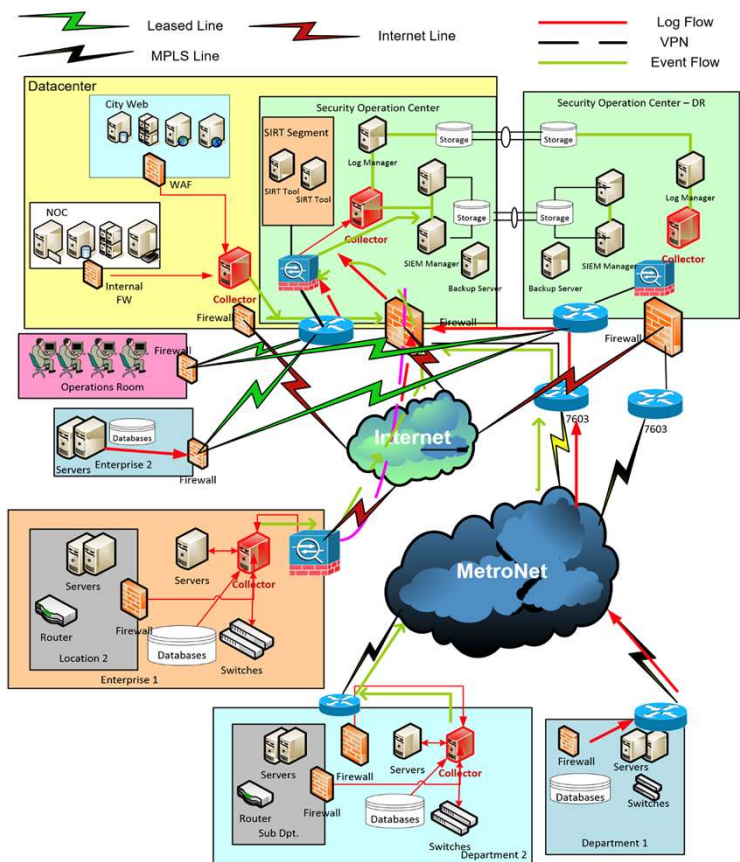 Leased Line
Internet Line
Log Flow
MPLS Line
VPN
Event Flow
Datacenter
City Web
WAF
NOC
Internal
FW
Collector
Firewall
Security Operation Center
SIRT Segment
SIRT Tool
SIRT Tool
Log Manager
Collector
SIEM Manager
Backup Server
Storage
Storage
Firewall
Security Operation Center – DR
Storage
Storage
Log Manager
Collector
SIEM Manager
Backup Server
Firewall
Operations Room
Firewall
Databases
Servers
Enterprise 2
Firewall
Internet
7603
7603
MetroNet
Servers
Router
Location 2
Firewall
Servers
Collector
Databases
Switches
Enterprise 1
Servers
Router
Sub Dpt.
Firewall
Firewall
Servers
Collector
Databases
Switches
Department 2
Firewall
Servers
Databases
Switches
Department 1